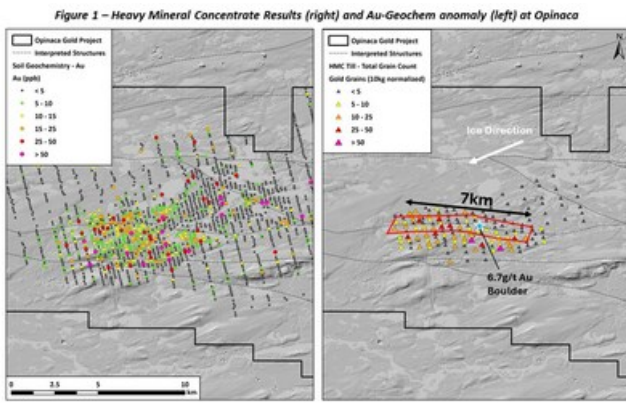 Figure 1 – Heavy Mineral Concentrate Results (right) and Au-Geochem anomaly (left) at Opinaca
Opinaca Gold Project
Interpreted Structures
Soil Geochemistry - Au
Au (ppb)
< 5
5 - 10
10 - 15
15 - 25
25 - 50
> 50
0 2.5 5 10
km
Opinaca Gold Project
Interpreted Structures
HMC Till - Total Grain Count
Gold Grains (10kg normalized)
< 5
5 - 10
10 - 25
25 - 50
> 50
N
Ice Direction
7km
6.7g/t Au
Boulder